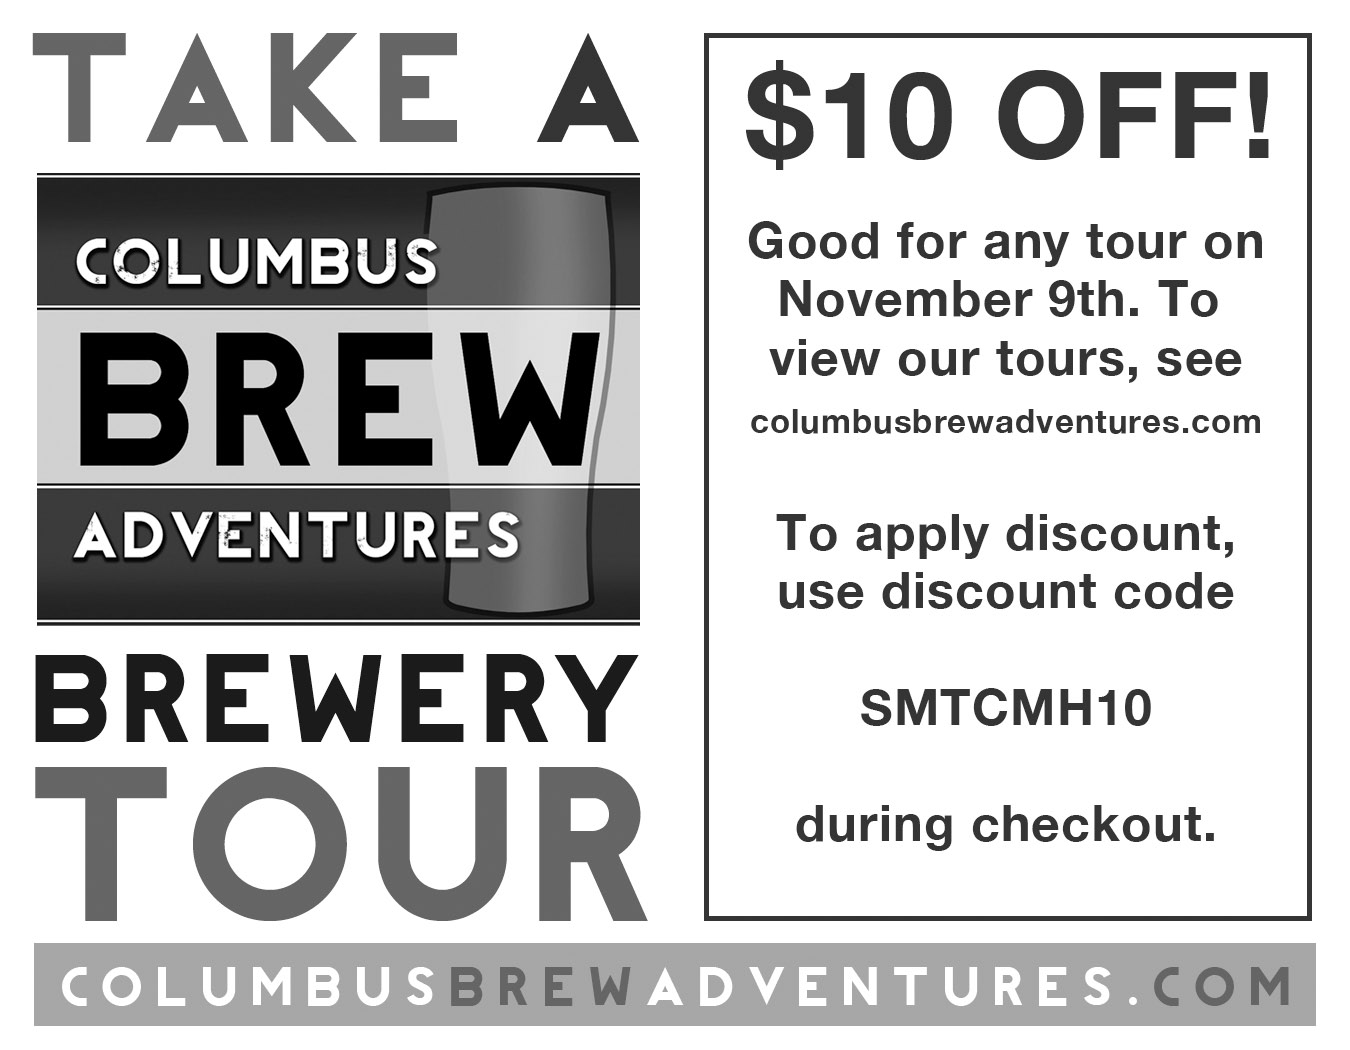 TAKE A
COLUMBUS
BREW
ADVENTURES
BREWERY
TOUR
$10 OFF!
Good for any tour on
November 9th. To
view our tours, see
columbusbrewadventures.com
To apply discount,
use discount code
SMTCMH10
during checkout.
COLUMBUSBREWADVENTURES.COM